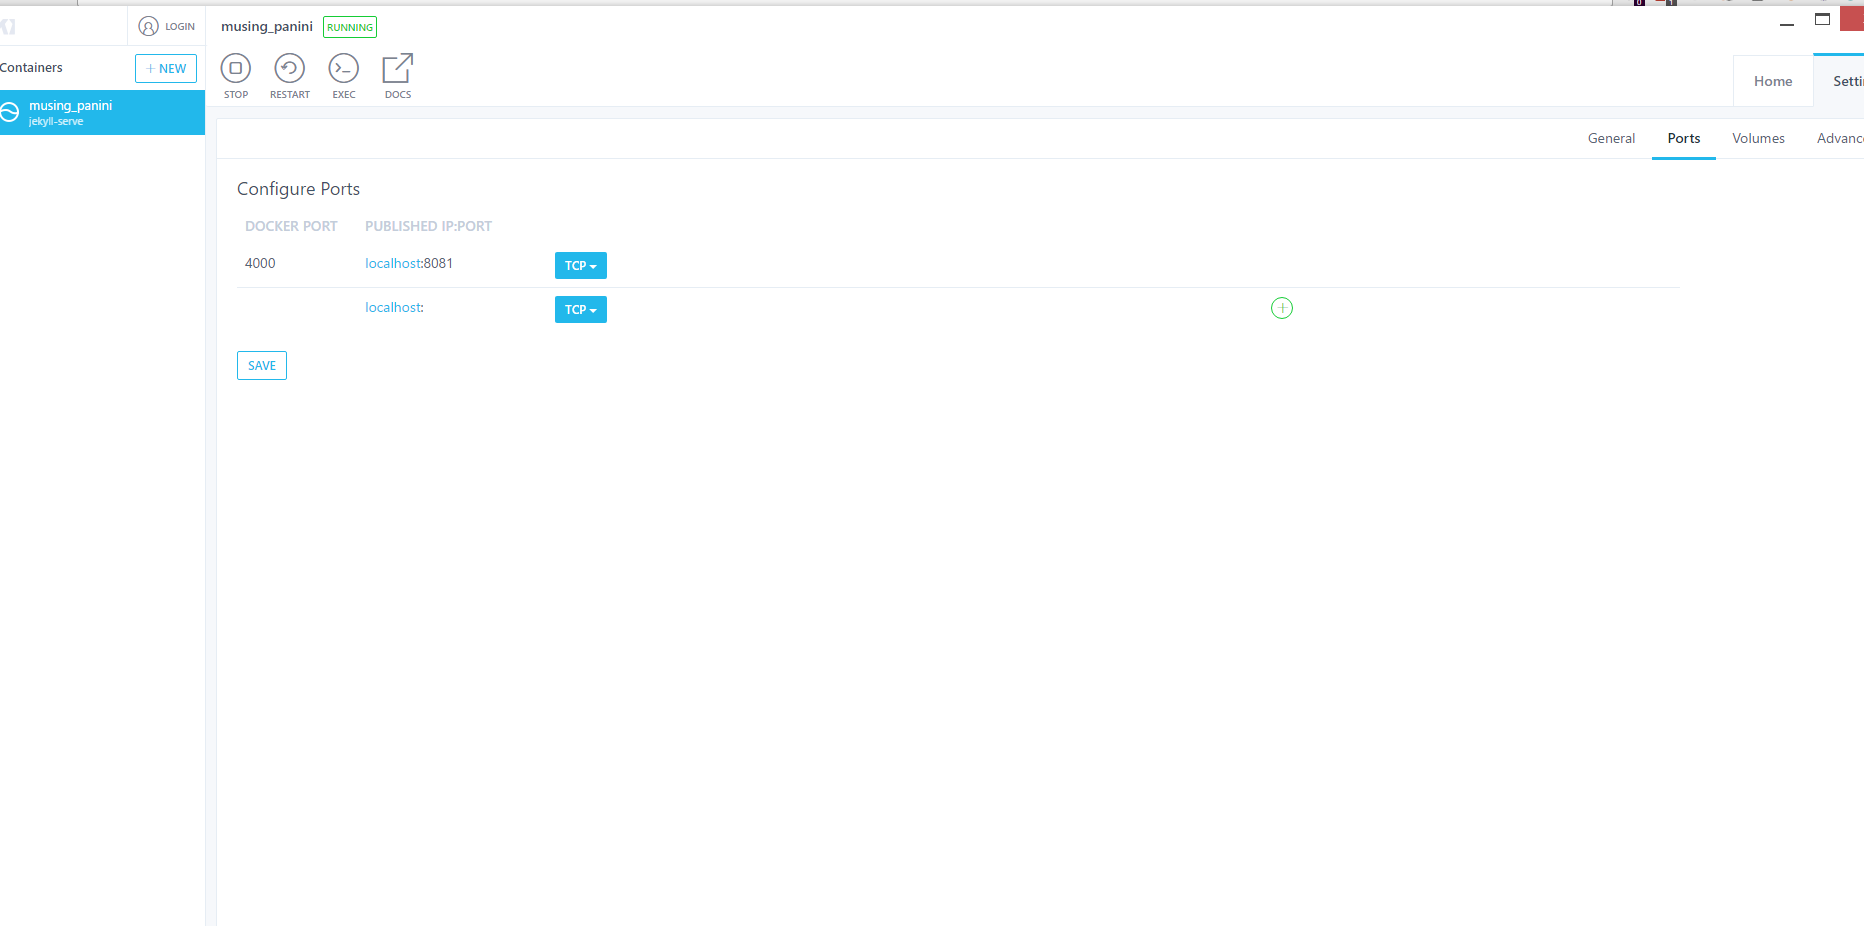 LOGIN
musing_panini RUNNING
Containers
+ NEW
musing_panini
jekyll-serve
STOP RESTART EXEC DOCS
Home Setti
General Ports Volumes Advanc
Configure Ports
DOCKER PORT PUBLISHED IP:PORT
4000 localhost:8081 TCP
localhost: TCP
SAVE